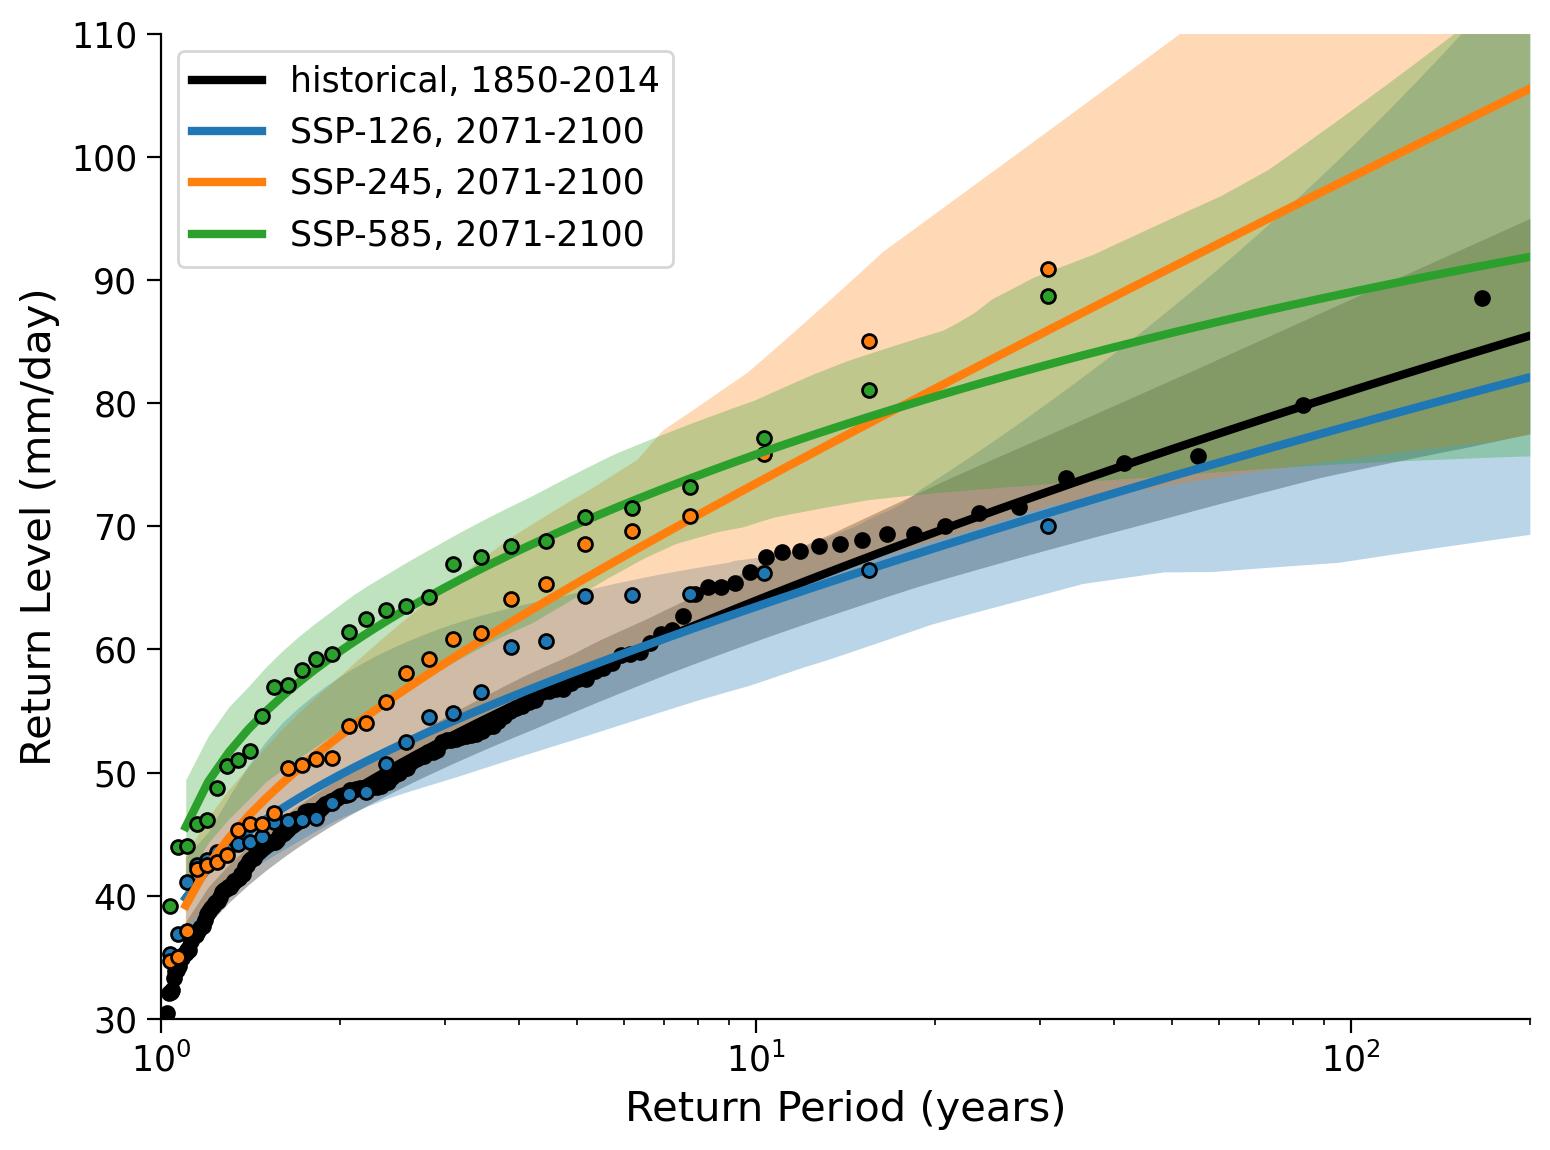 110
100
90
80
70
60
50
40
30
Return Level (mm/day)
historical, 1850-2014
SSP-126, 2071-2100
SSP-245, 2071-2100
SSP-585, 2071-2100
10⁰ 10¹ 10²
Return Period (years)